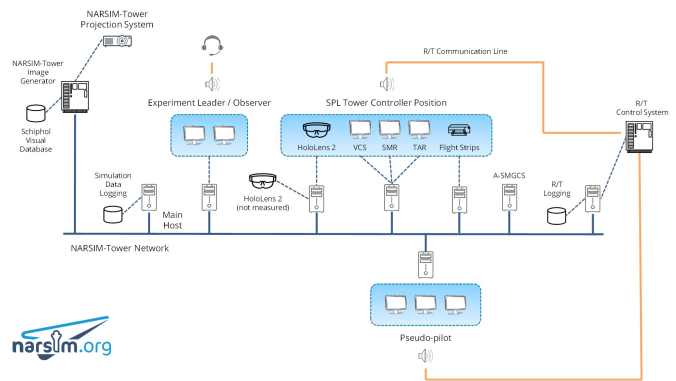 NARSIM-Tower
Projection System
NARSIM-Tower
Image
Generator
Schiphol
Visual
Database
R/T Communication Line
Experiment Leader / Observer
SPL Tower Controller Position
HoloLens 2
VCS
SMR
TAR
Flight Strips
R/T
Control System
Simulation
Data
Logging
Main
Host
HoloLens 2
(not measured)
A-SMGCS
R/T
Logging
NARSIM-Tower Network
Pseudo-pilot
narsim.org